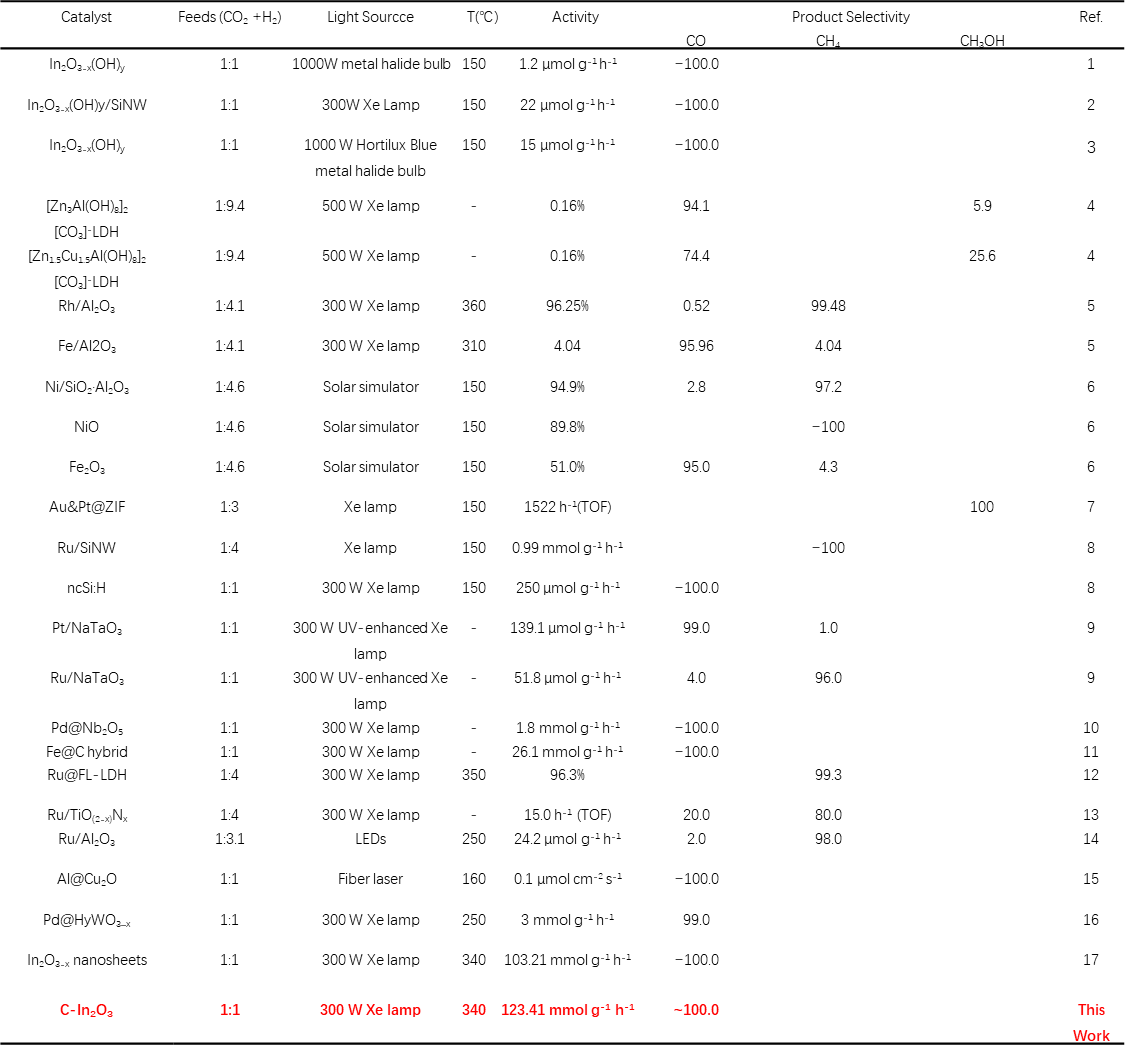 Catalyst Feeds (CO₂ +H₂) Light Sourcce T(℃) Activity Product Selectivity Ref.
CO CH₄ CH₃OH
In₂O₃₋ₓ(OH)ᵧ 1:1 1000W metal halide bulb 150 1.2 μmol g⁻¹ h⁻¹ ~100.0 1
In₂O₃₋ₓ(OH)y/SiNW 1:1 300W Xe Lamp 150 22 μmol g⁻¹ h⁻¹ ~100.0 2
In₂O₃₋ₓ(OH)ᵧ 1:1 1000 W Hortilux Blue 150 15 μmol g⁻¹ h⁻¹ ~100.0 3
metal halide bulb
[Zn₃Al(OH)₈]₂ 1:9.4 500 W Xe lamp - 0.16% 94.1 5.9 4
[CO₃]⁻LDH
[Zn₁.₅Cu₁.₅Al(OH)₈]₂ 1:9.4 500 W Xe lamp - 0.16% 74.4 25.6 4
[CO₃]⁻LDH
Rh/Al₂O₃ 1:4.1 300 W Xe lamp 360 96.25% 0.52 99.48 5
Fe/Al2O₃ 1:4.1 300 W Xe lamp 310 4.04 95.96 4.04 5
Ni/SiO₂·Al₂O₃ 1:4.6 Solar simulator 150 94.9% 2.8 97.2 6
NiO 1:4.6 Solar simulator 150 89.8% ~100 6
Fe₂O₃ 1:4.6 Solar simulator 150 51.0% 95.0 4.3 6
Au&Pt@ZIF 1:3 Xe lamp 150 1522 h⁻¹(TOF) 100 7
Ru/SiNW 1:4 Xe lamp 150 0.99 mmol g⁻¹ h⁻¹ ~100 8
ncSi:H 1:1 300 W Xe lamp 150 250 μmol g⁻¹ h⁻¹ ~100.0 8
Pt/NaTaO₃ 1:1 300 W UV-enhanced Xe - 139.1 μmol g⁻¹ h⁻¹ 99.0 1.0 9
lamp
Ru/NaTaO₃ 1:1 300 W UV-enhanced Xe - 51.8 μmol g⁻¹ h⁻¹ 4.0 96.0 9
lamp
Pd@Nb₂O₅ 1:1 300 W Xe lamp - 1.8 mmol g⁻¹ h⁻¹ ~100.0 10
Fe@C hybrid 1:1 300 W Xe lamp - 26.1 mmol g⁻¹ h⁻¹ ~100.0 11
Ru@FL-LDH 1:4 300 W Xe lamp 350 96.3% 99.3 12
Ru/TiO₍₂₋ₓ₎Nₓ 1:4 300 W Xe lamp - 15.0 h⁻¹ (TOF) 20.0 80.0 13
Ru/Al₂O₃ 1:3.1 LEDs 250 24.2 μmol g⁻¹ h⁻¹ 2.0 98.0 14
Al@Cu₂O 1:1 Fiber laser 160 0.1 μmol cm⁻² s⁻¹ ~100.0 15
Pd@HyWO₃₋ₓ 1:1 300 W Xe lamp 250 3 mmol g⁻¹ h⁻¹ 99.0 16
In₂O₃₋ₓ nanosheets 1:1 300 W Xe lamp 340 103.21 mmol g⁻¹ h⁻¹ ~100.0 17
C-In₂O₃ 1:1 300 W Xe lamp 340 123.41 mmol g⁻¹ h⁻¹ ~100.0 This
Work